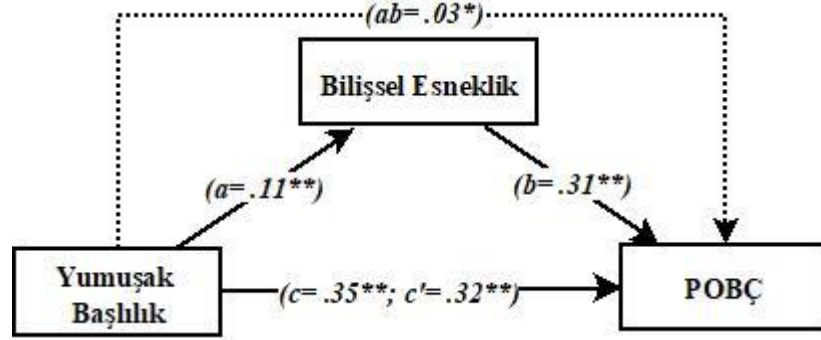 (ab= .03*)
Bilişsel Esneklik
(a= .11**)
(b= .31**)
Yumuşak
Başlılık
(c= .35**; c'= .32**)
POBÇ